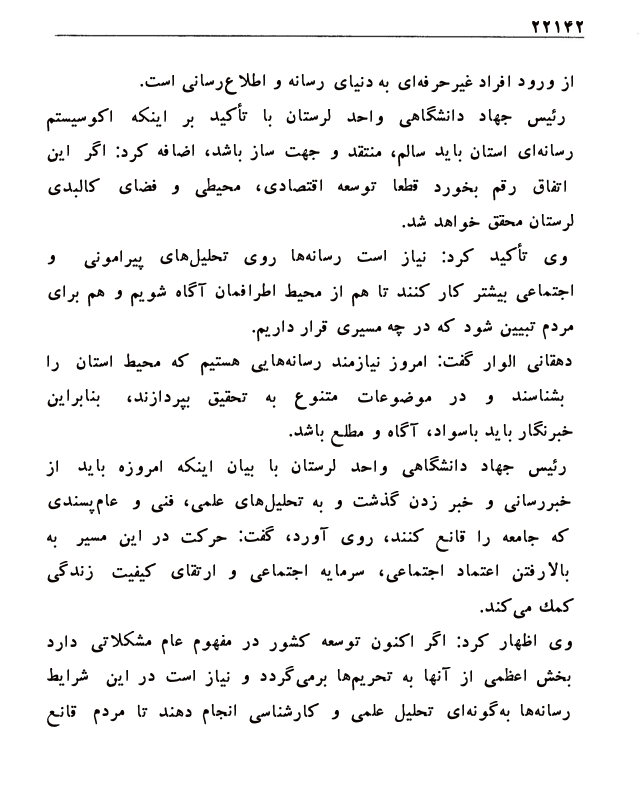 ۲۲۱۴۲
از ورود افراد غیرحرفه‌ای به دنیای رسانه و اطلاع‌رسانی است.
رئیس جهاد دانشگاهی واحد لرستان با تأکید بر اینکه اکوسیستم
رسانه‌ای استان باید سالم، منتقد و جهت ساز باشد، اضافه کرد: اگر این
اتفاق رقم بخورد قطعا توسعه اقتصادی، محیطی و فضای کالبدی
لرستان محقق خواهد شد.
وی تأکید کرد: نیاز است رسانه‌ها روی تحلیل‌های پیرامونی و
اجتماعی بیشتر کار کنند تا هم از محیط اطرافمان آگاه شویم و هم برای
مردم تبیین شود که در چه مسیری قرار داریم.
دهقانی الوار گفت: امروز نیازمند رسانه‌هایی هستیم که محیط استان را
بشناسند و در موضوعات متنوع به تحقیق بپردازند، بنابراین
خبرنگار باید باسواد، آگاه و مطلع باشد.
رئیس جهاد دانشگاهی واحد لرستان با بیان اینکه امروزه باید از
خبررسانی و خبر زدن گذشت و به تحلیل‌های علمی، فنی و عام‌پسندی
که جامعه را قانع کنند، روی آورد، گفت: حرکت در این مسیر به
بالارفتن اعتماد اجتماعی، سرمایه اجتماعی و ارتقای کیفیت زندگی
کمک می‌کند.
وی اظهار کرد: اگر اکنون توسعه کشور در مفهوم عام مشکلاتی دارد
بخش اعظمی از آنها به تحریم‌ها برمی‌گردد و نیاز است در این شرایط
رسانه‌ها به‌گونه‌ای تحلیل علمی و کارشناسی انجام دهند تا مردم قانع